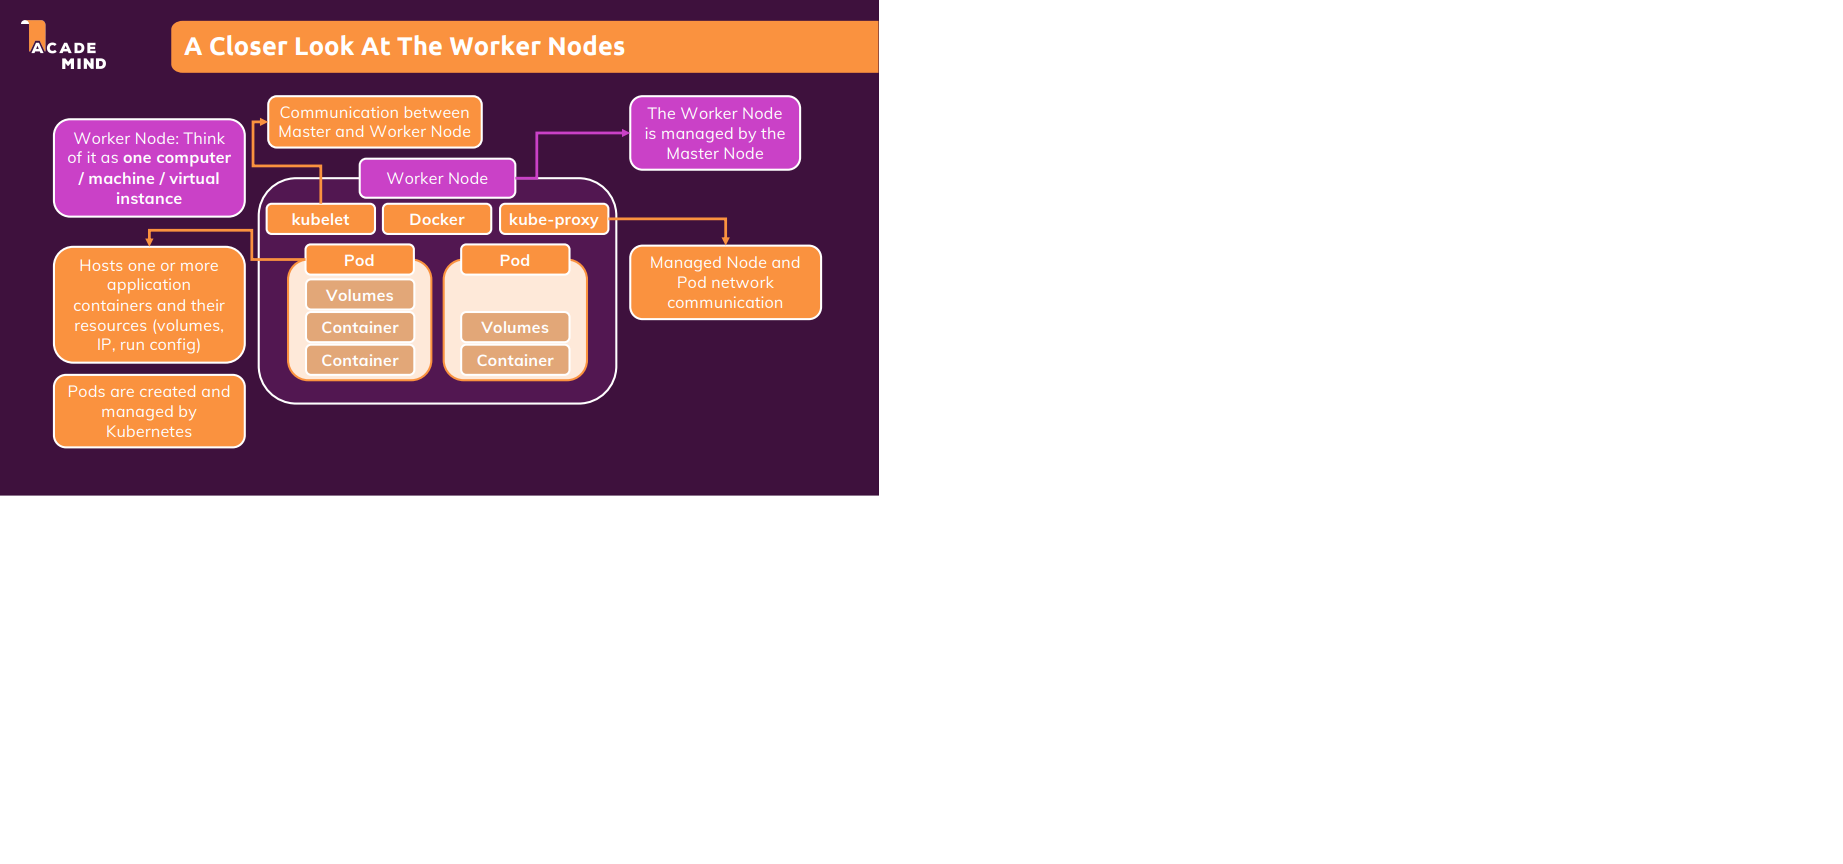 ACADE
MIND
A Closer Look At The Worker Nodes
Communication between
Master and Worker Node
The Worker Node
is managed by the
Master Node
Worker Node: Think
of it as one computer
/ machine / virtual
instance
Worker Node
kubelet
Docker
kube-proxy
Hosts one or more
application
containers and their
resources (volumes,
IP, run config)
Pod
Volumes
Container
Container
Pod
Volumes
Container
Managed Node and
Pod network
communication
Pods are created and
managed by
Kubernetes